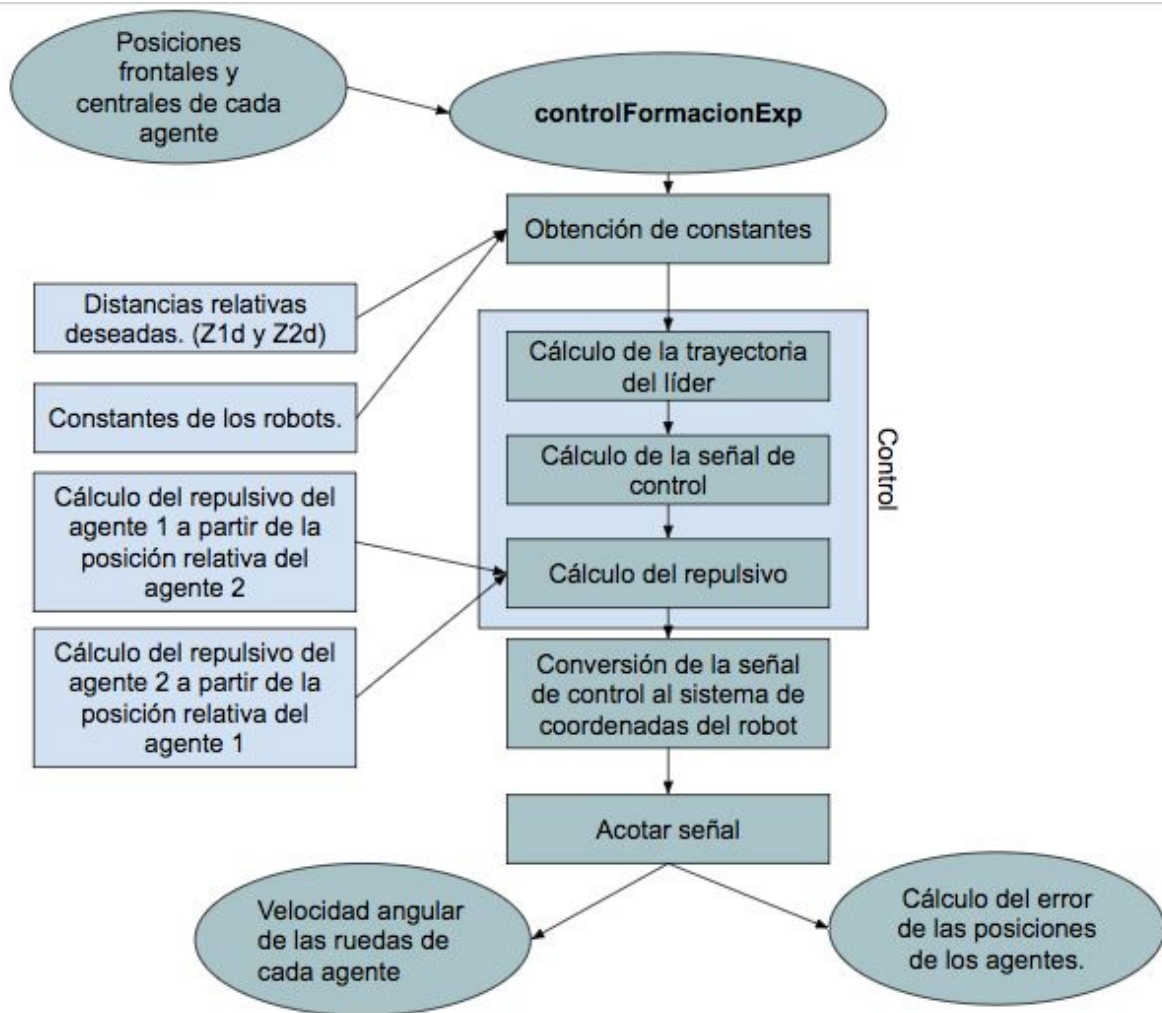 Posiciones
frontales y
centrales de cada
agente
controlFormacionExp
Obtención de constantes
Distancias relativas
deseadas. (Z1d y Z2d)
Constantes de los robots.
Cálculo del repulsivo del
agente 1 a partir de la
posición relativa del
agente 2
Cálculo del repulsivo del
agente 2 a partir de la
posición relativa del
agente 1
Cálculo de la trayectoria
del líder
Cálculo de la señal de
control
Cálculo del repulsivo
Control
Conversión de la señal
de control al sistema de
coordenadas del robot
Acotar señal
Velocidad angular
de las ruedas de
cada agente
Cálculo del error
de las posiciones
de los agentes.